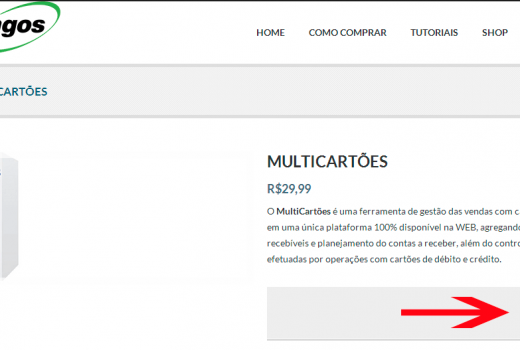 gos
HOME COMO COMPRAR TUTORIAIS SHOP
CARTÕES
MULTICARTÕES
R$29,99
O MultiCartões é uma ferramenta de gestão das vendas com c
em uma única plataforma 100% disponível na WEB, agregando
recebíveis e planejamento do contas a receber, além do contro
efetuadas por operações com cartões de débito e crédito.